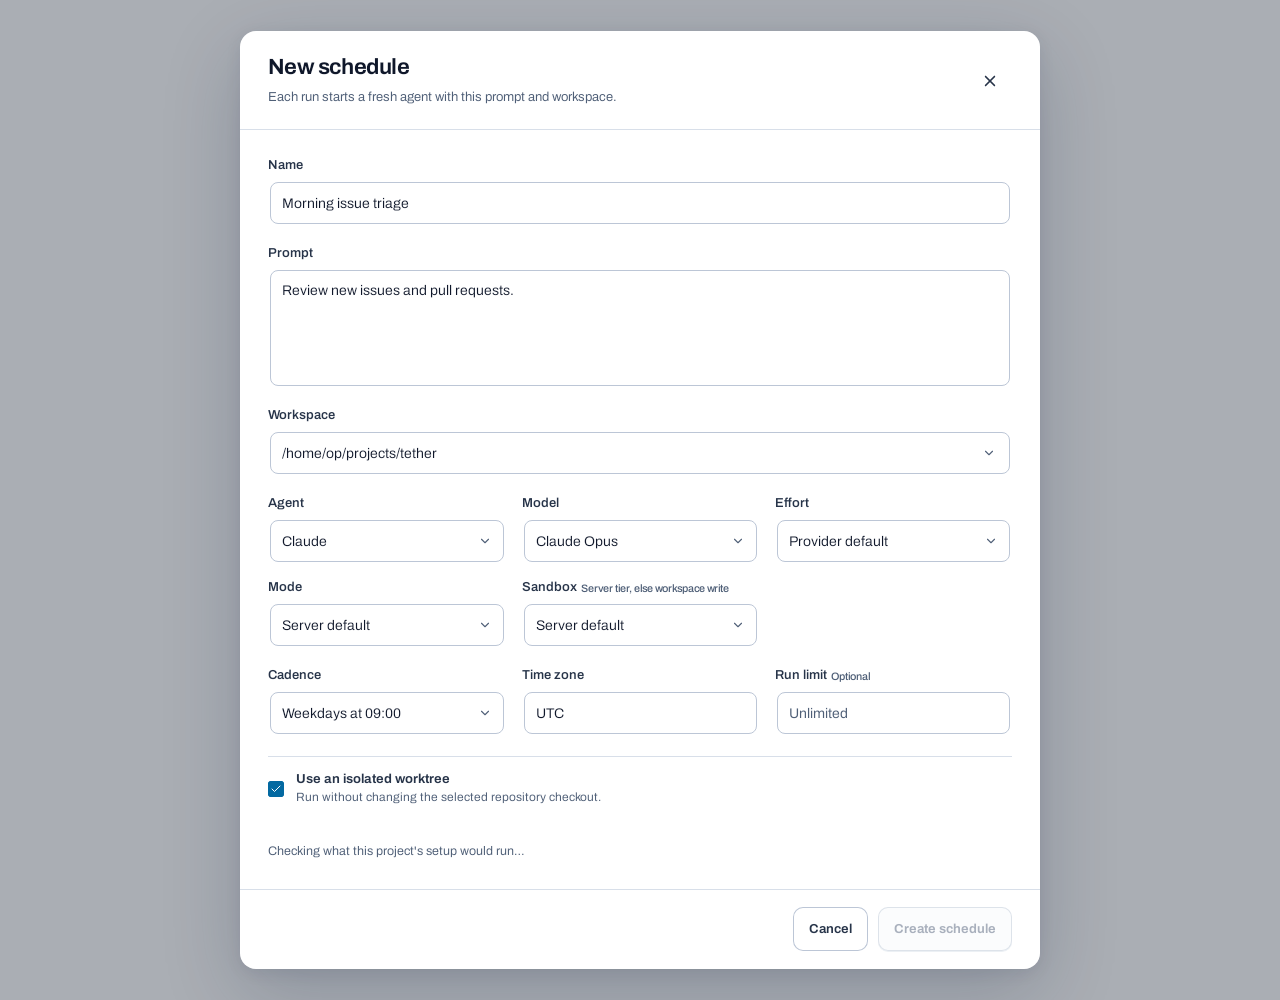 New schedule
Each run starts a fresh agent with this prompt and workspace.
Name
Morning issue triage
Prompt
Review new issues and pull requests.
Workspace
/home/op/projects/tether
Agent
Model
Effort
Claude
Claude Opus
Provider default
Mode
Sandbox Server tier, else workspace write
Server default
Server default
Cadence
Time zone
Run limit Optional
Weekdays at 09:00
UTC
Unlimited
Use an isolated worktree
Run without changing the selected repository checkout.
Checking what this project's setup would run...
Cancel
Create schedule